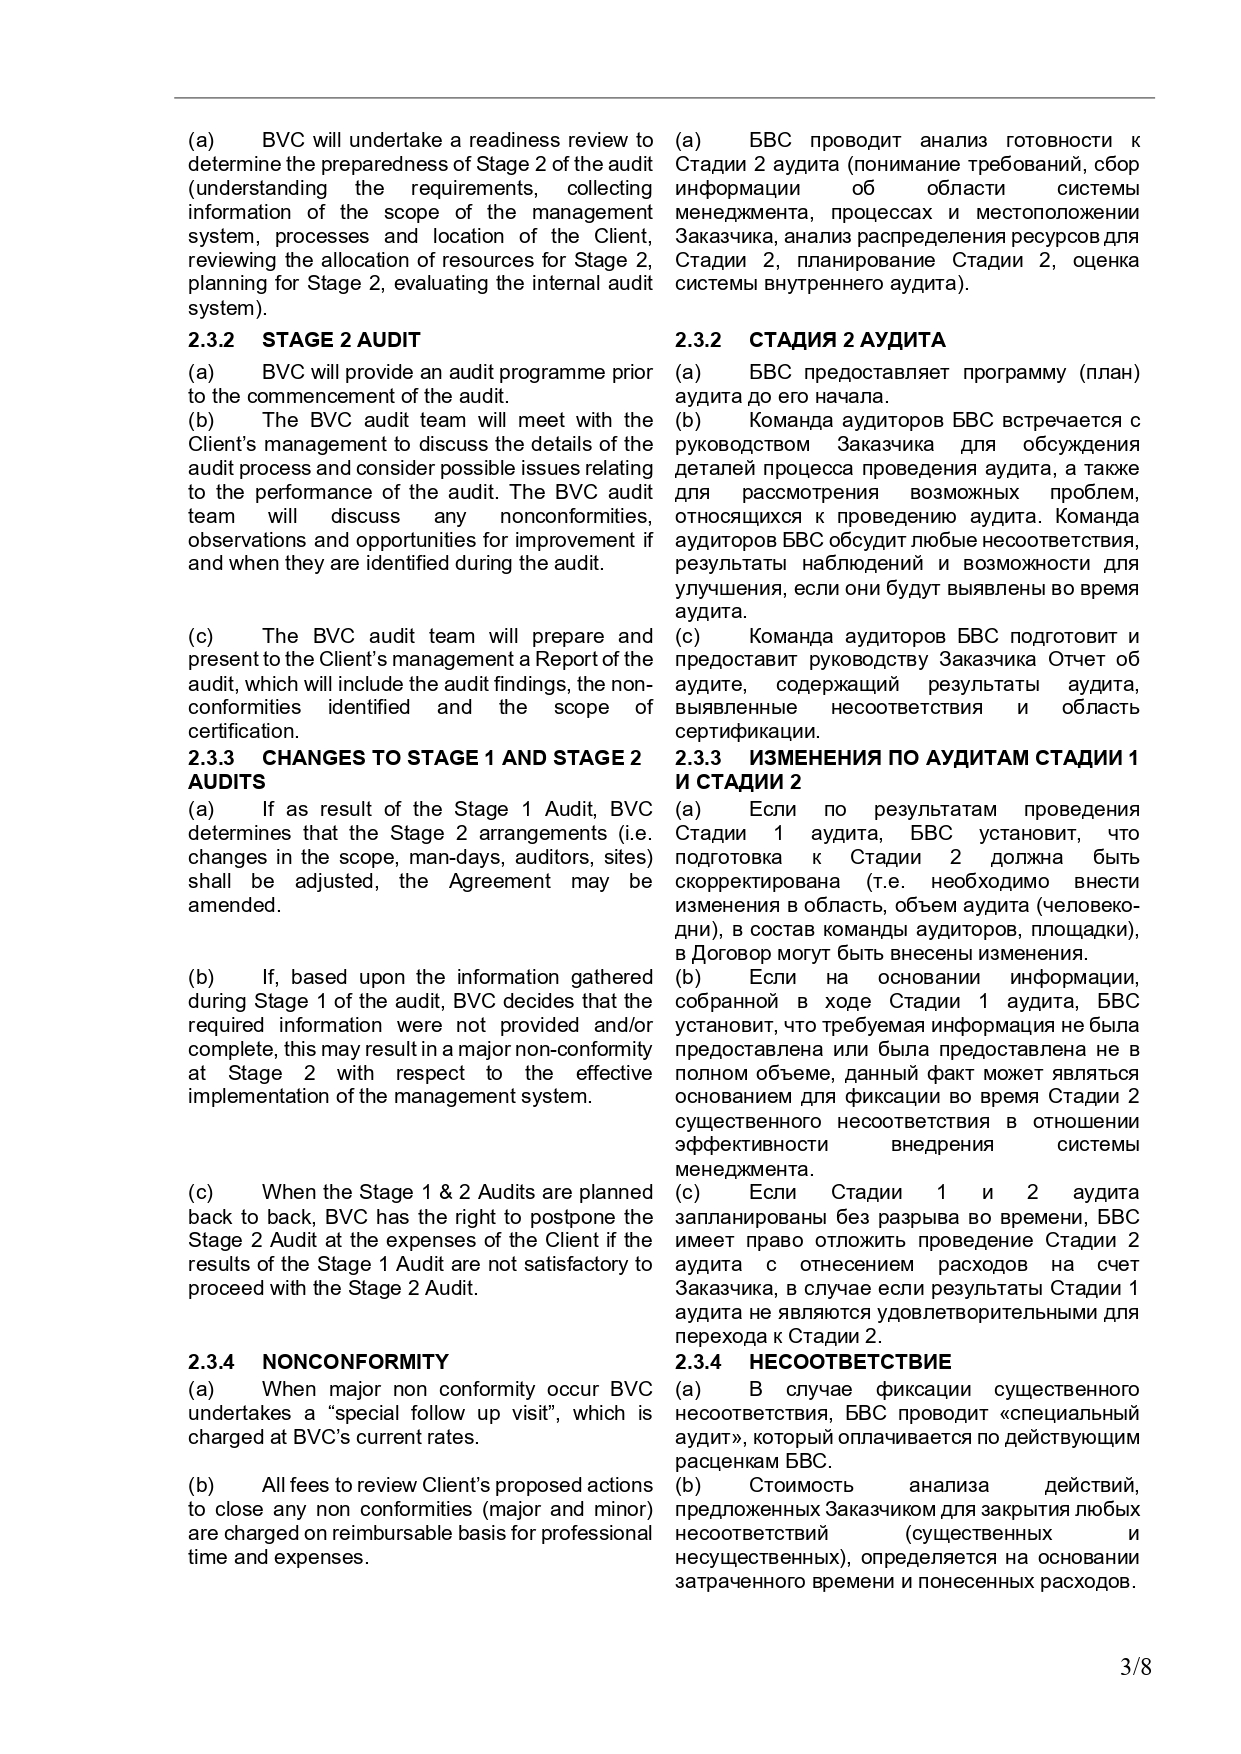 (a) BVC will undertake a readiness review to
determine the preparedness of Stage 2 of the audit
(understanding the requirements, collecting
information of the scope of the management
system, processes and location of the Client,
reviewing the allocation of resources for Stage 2,
planning for Stage 2, evaluating the internal audit
system).
(a) БВС проводит анализ готовности к
Стадии 2 аудита (понимание требований, сбор
информации об области системы
менеджмента, процессах и местоположении
Заказчика, анализ распределения ресурсов для
Стадии 2, планирование Стадии 2, оценка
системы внутреннего аудита).
2.3.2 STAGE 2 AUDIT
2.3.2 СТАДИЯ 2 АУДИТА
(a) BVC will provide an audit programme prior
to the commencement of the audit.
(a) БВС предоставляет программу (план)
аудита до его начала.
(b) The BVC audit team will meet with the
Client’s management to discuss the details of the
audit process and consider possible issues relating
to the performance of the audit. The BVC audit
team will discuss any nonconformities,
observations and opportunities for improvement if
and when they are identified during the audit.
(b) Команда аудиторов БВС встречается с
руководством Заказчика для обсуждения
деталей процесса проведения аудита, а также
для рассмотрения возможных проблем,
относящихся к проведению аудита. Команда
аудиторов БВС обсудит любые несоответствия,
результаты наблюдений и возможности для
улучшения, если они будут выявлены во время
аудита.
(c) The BVC audit team will prepare and
present to the Client’s management a Report of the
audit, which will include the audit findings, the non-
conformities identified and the scope of
certification.
(c) Команда аудиторов БВС подготовит и
предоставит руководству Заказчика Отчет об
аудите, содержащий результаты аудита,
выявленные несоответствия и область
сертификации.
2.3.3 CHANGES TO STAGE 1 AND STAGE 2
AUDITS
2.3.3 ИЗМЕНЕНИЯ ПО АУДИТАМ СТАДИИ 1
И СТАДИИ 2
(a) If as result of the Stage 1 Audit, BVC
determines that the Stage 2 arrangements (i.e.
changes in the scope, man-days, auditors, sites)
shall be adjusted, the Agreement may be
amended.
(a) Если по результатам проведения
Стадии 1 аудита, БВС установит, что
подготовка к Стадии 2 должна быть
скорректирована (т.е. необходимо внести
изменения в область, объем аудита (человеко-
дни), в состав команды аудиторов, площадки),
в Договор могут быть внесены изменения.
(b) If, based upon the information gathered
during Stage 1 of the audit, BVC decides that the
required information were not provided and/or
complete, this may result in a major non-conformity
at Stage 2 with respect to the effective
implementation of the management system.
(b) Если на основании информации,
собранной в ходе Стадии 1 аудита, БВС
установит, что требуемая информация не была
предоставлена или была предоставлена не в
полном объеме, данный факт может являться
основанием для фиксации во время Стадии 2
существенного несоответствия в отношении
эффективности внедрения системы
менеджмента.
(c) When the Stage 1 & 2 Audits are planned
back to back, BVC has the right to postpone the
Stage 2 Audit at the expenses of the Client if the
results of the Stage 1 Audit are not satisfactory to
proceed with the Stage 2 Audit.
(c) Если Стадии 1 и 2 аудита
запланированы без разрыва во времени, БВС
имеет право отложить проведение Стадии 2
аудита с отнесением расходов на счет
Заказчика, в случае если результаты Стадии 1
аудита не являются удовлетворительными для
перехода к Стадии 2.
2.3.4 NONCONFORMITY
2.3.4 НЕСООТВЕТСТВИЕ
(a) When major non conformity occur BVC
undertakes a “special follow up visit”, which is
charged at BVC’s current rates.
(a) В случае фиксации существенного
несоответствия, БВС проводит «специальный
аудит», который оплачивается по действующим
расценкам БВС.
(b) All fees to review Client’s proposed actions
to close any non conformities (major and minor)
are charged on reimbursable basis for professional
time and expenses.
(b) Стоимость анализа действий,
предложенных Заказчиком для закрытия любых
несоответствий (существенных и
несущественных), определяется на основании
затраченного времени и понесенных расходов.
3/8